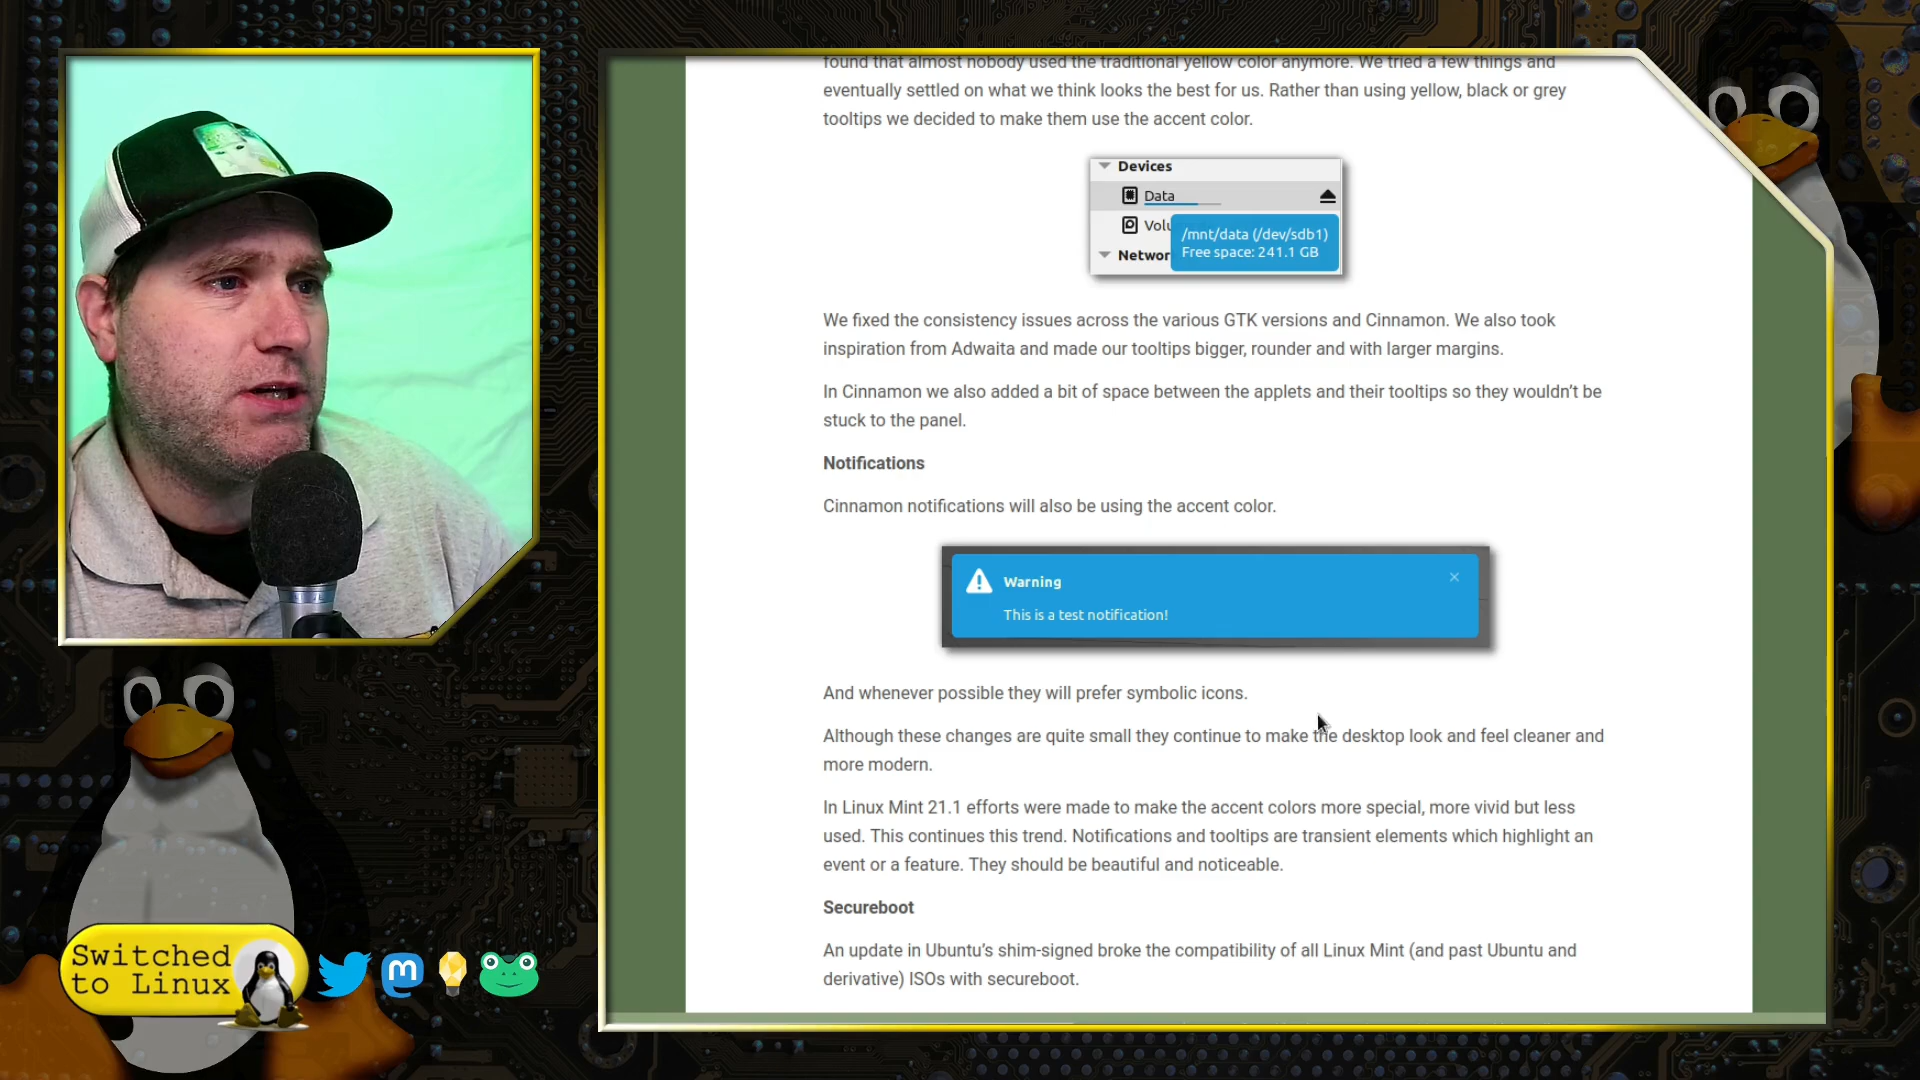 found that almost nobody used the traditional yellow color anymore. We tried a few things and
eventually settled on what we think looks the best for us. Rather than using yellow, black or grey
tooltips we decided to make them use the accent color.
Devices
Data
Volu
/mnt/data (/dev/sdb1)
Networ
Free space: 241.1 GB
We fixed the consistency issues across the various GTK versions and Cinnamon. We also took
inspiration from Adwaita and made our tooltips bigger, rounder and with larger margins.
In Cinnamon we also added a bit of space between the applets and their tooltips so they wouldn’t be
stuck to the panel.
Notifications
Cinnamon notifications will also be using the accent color.
Warning
This is a test notification!
And whenever possible they will prefer symbolic icons.
Although these changes are quite small they continue to make the desktop look and feel cleaner and
more modern.
In Linux Mint 21.1 efforts were made to make the accent colors more special, more vivid but less
used. This continues this trend. Notifications and tooltips are transient elements which highlight an
event or a feature. They should be beautiful and noticeable.
Secureboot
An update in Ubuntu’s shim-signed broke the compatibility of all Linux Mint (and past Ubuntu and
derivative) ISOs with secureboot.
Switched
to Linux
m